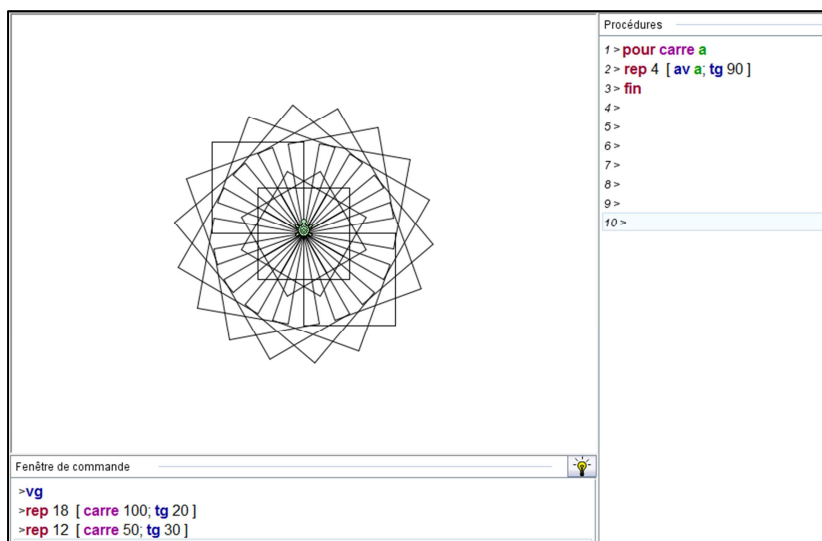 Procédures
1 > pour carre a
2 > rep 4 [ av a; tg 90 ]
3 > fin
4 >
5 >
6 >
7 >
8 >
9 >
10 >
Fenêtre de commande
>vg
>rep 18 [ carre 100; tg 20 ]
>rep 12 [ carre 50; tg 30 ]